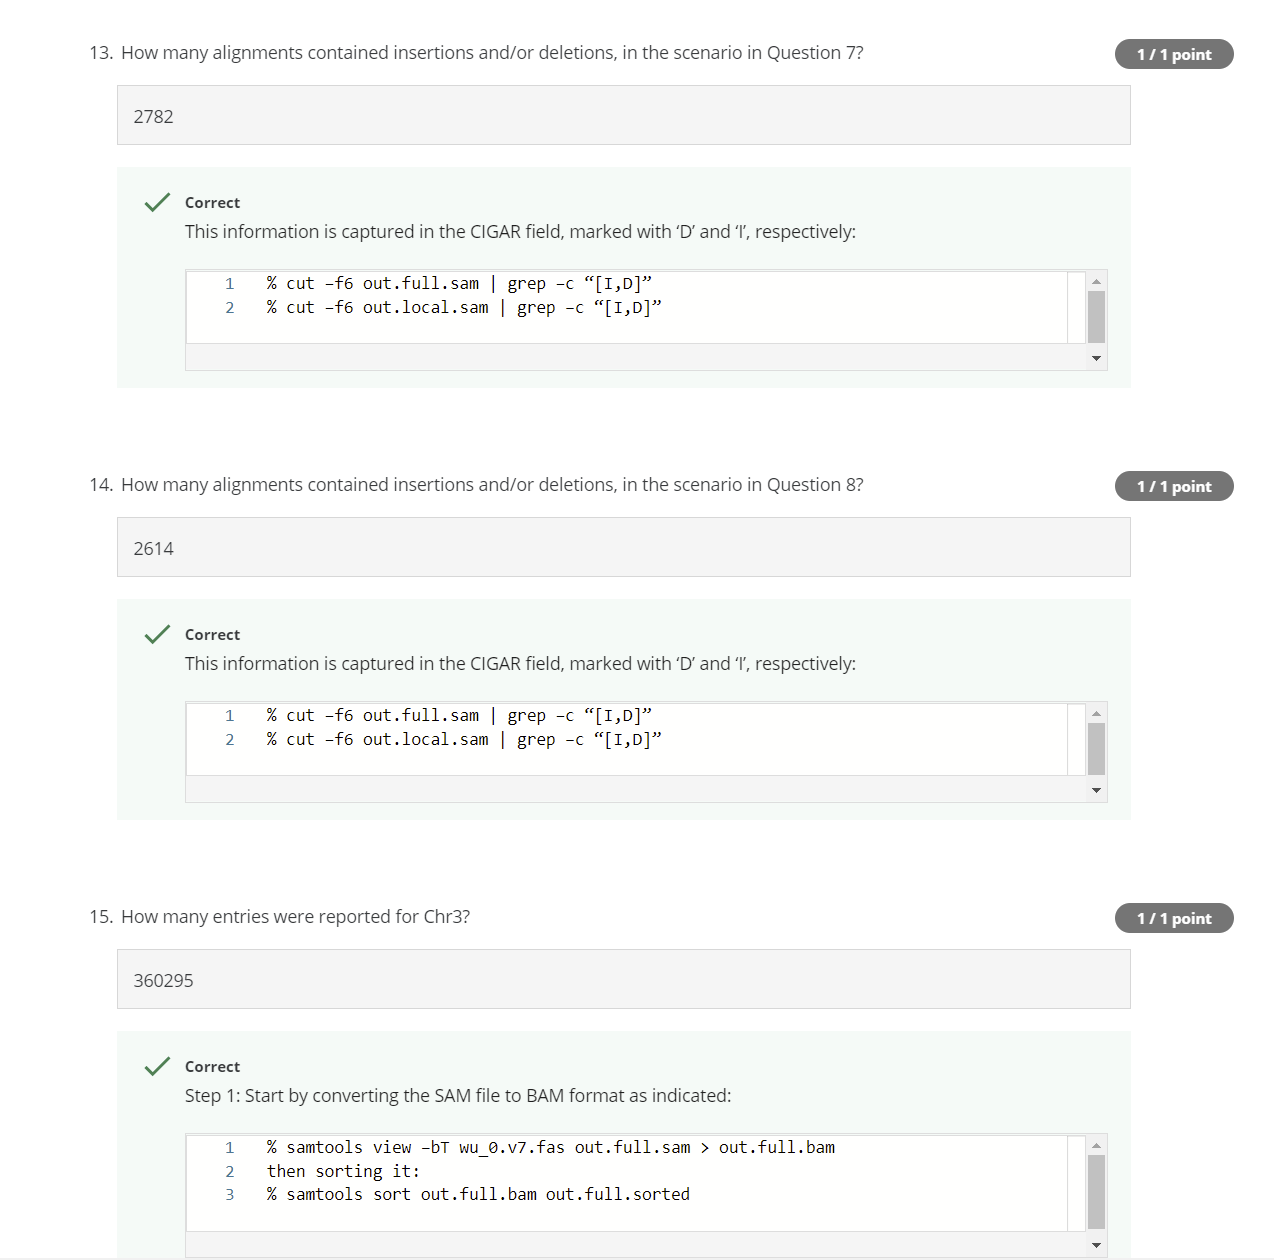 13. How many alignments contained insertions and/or deletions, in the scenario in Question 7?
1 / 1 point
2782
Correct
This information is captured in the CIGAR field, marked with ‘D’ and ‘I’, respectively:
1 % cut –f6 out.full.sam | grep –c “[I,D]”
2 % cut –f6 out.local.sam | grep –c “[I,D]”
14. How many alignments contained insertions and/or deletions, in the scenario in Question 8?
1 / 1 point
2614
Correct
This information is captured in the CIGAR field, marked with ‘D’ and ‘I’, respectively:
1 % cut –f6 out.full.sam | grep –c “[I,D]”
2 % cut –f6 out.local.sam | grep –c “[I,D]”
15. How many entries were reported for Chr3?
1 / 1 point
360295
Correct
Step 1: Start by converting the SAM file to BAM format as indicated:
1 % samtools view –bT wu_0.v7.fas out.full.sam > out.full.bam
2 then sorting it:
3 % samtools sort out.full.bam out.full.sorted